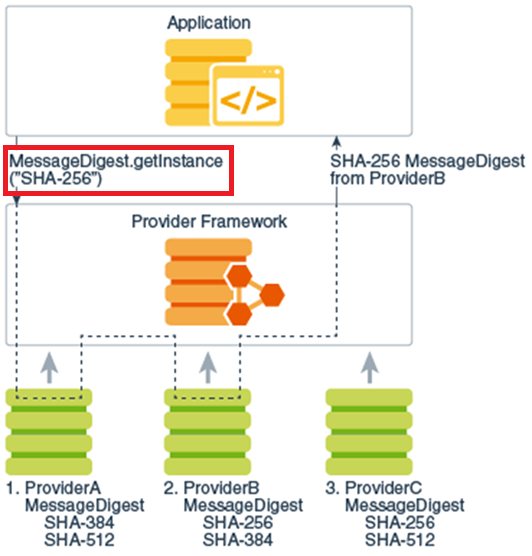 Application
</>
MessageDigest.getInstance
("SHA-256")
SHA-256 MessageDigest
from ProviderB
Provider Framework
1. ProviderA
MessageDigest
SHA-384
SHA-512
2. ProviderB
MessageDigest
SHA-256
SHA-384
3. ProviderC
MessageDigest
SHA-256
SHA-512